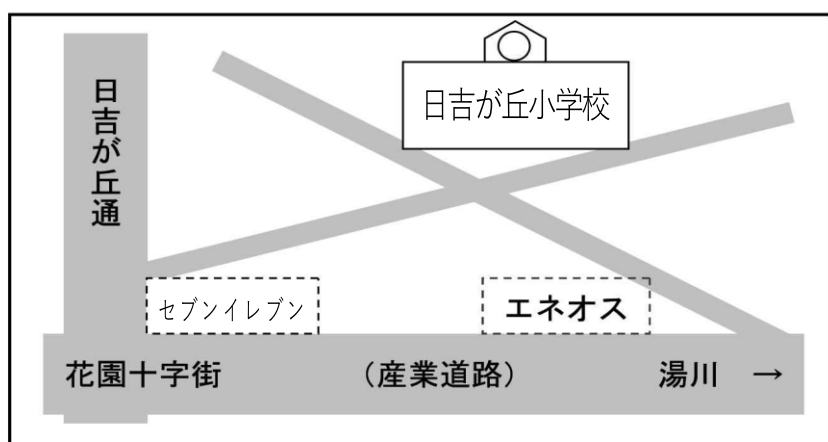 日吉が丘通
日吉が丘小学校
セブンイレブン
エネオス
花園十字街 （産業道路） 湯川 →